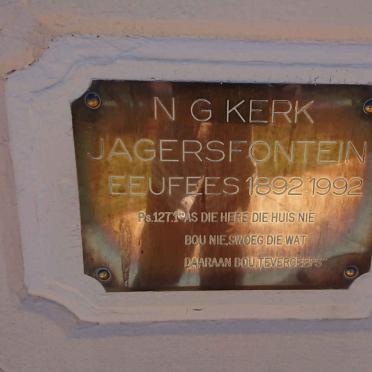 N G KERK
JAGERSFONTEIN
EEUFEES 1892 1992
Ps.127.1 "AS DIE HERE DIE HUIS NIE
BOU NIE, SWOEG DIE WAT
DAARAAN BOU, TEVERGEEFS"